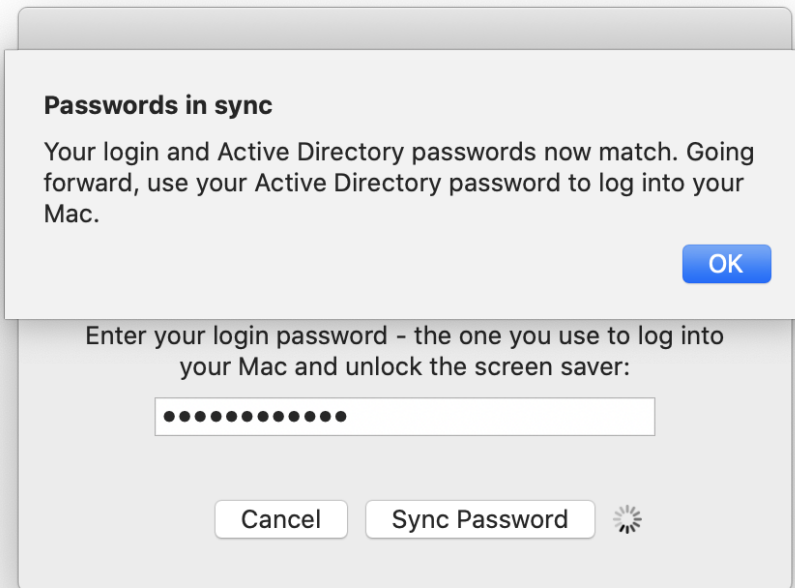 Passwords in sync
Your login and Active Directory passwords now match. Going
forward, use your Active Directory password to log into your
Mac.
OK
Enter your login password - the one you use to log into
your Mac and unlock the screen saver:
••••••••••••
Cancel
Sync Password